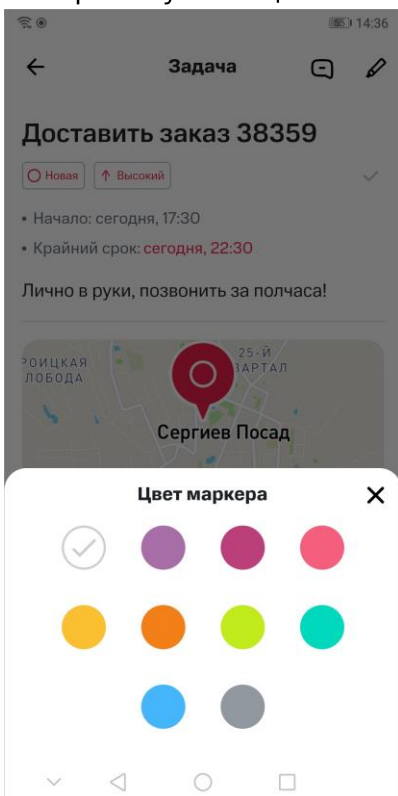 55 14:36
Задача
Доставить заказ 38359
Новая
Высокий
• Начало: сегодня, 17:30
• Крайний срок: сегодня, 22:30
Лично в руки, позвонить за полчаса!
РОИЦКАЯ
ЛОБОДА
25-Й
ВАРТАЛ
Сергиев Посад
Цвет маркера